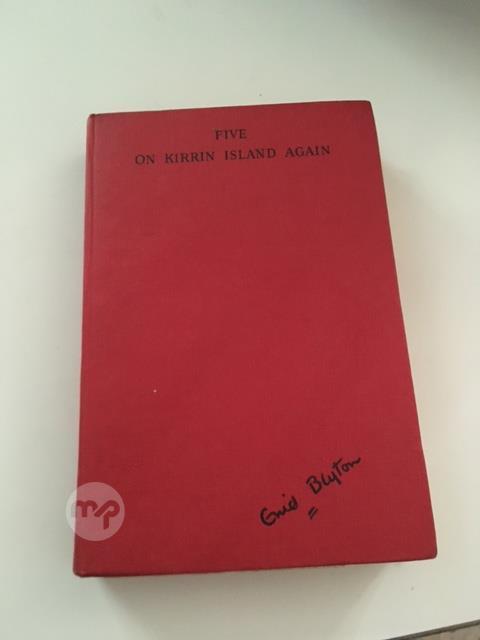 FIVE
ON KIRRIN ISLAND AGAIN
Enid Blyton
mp